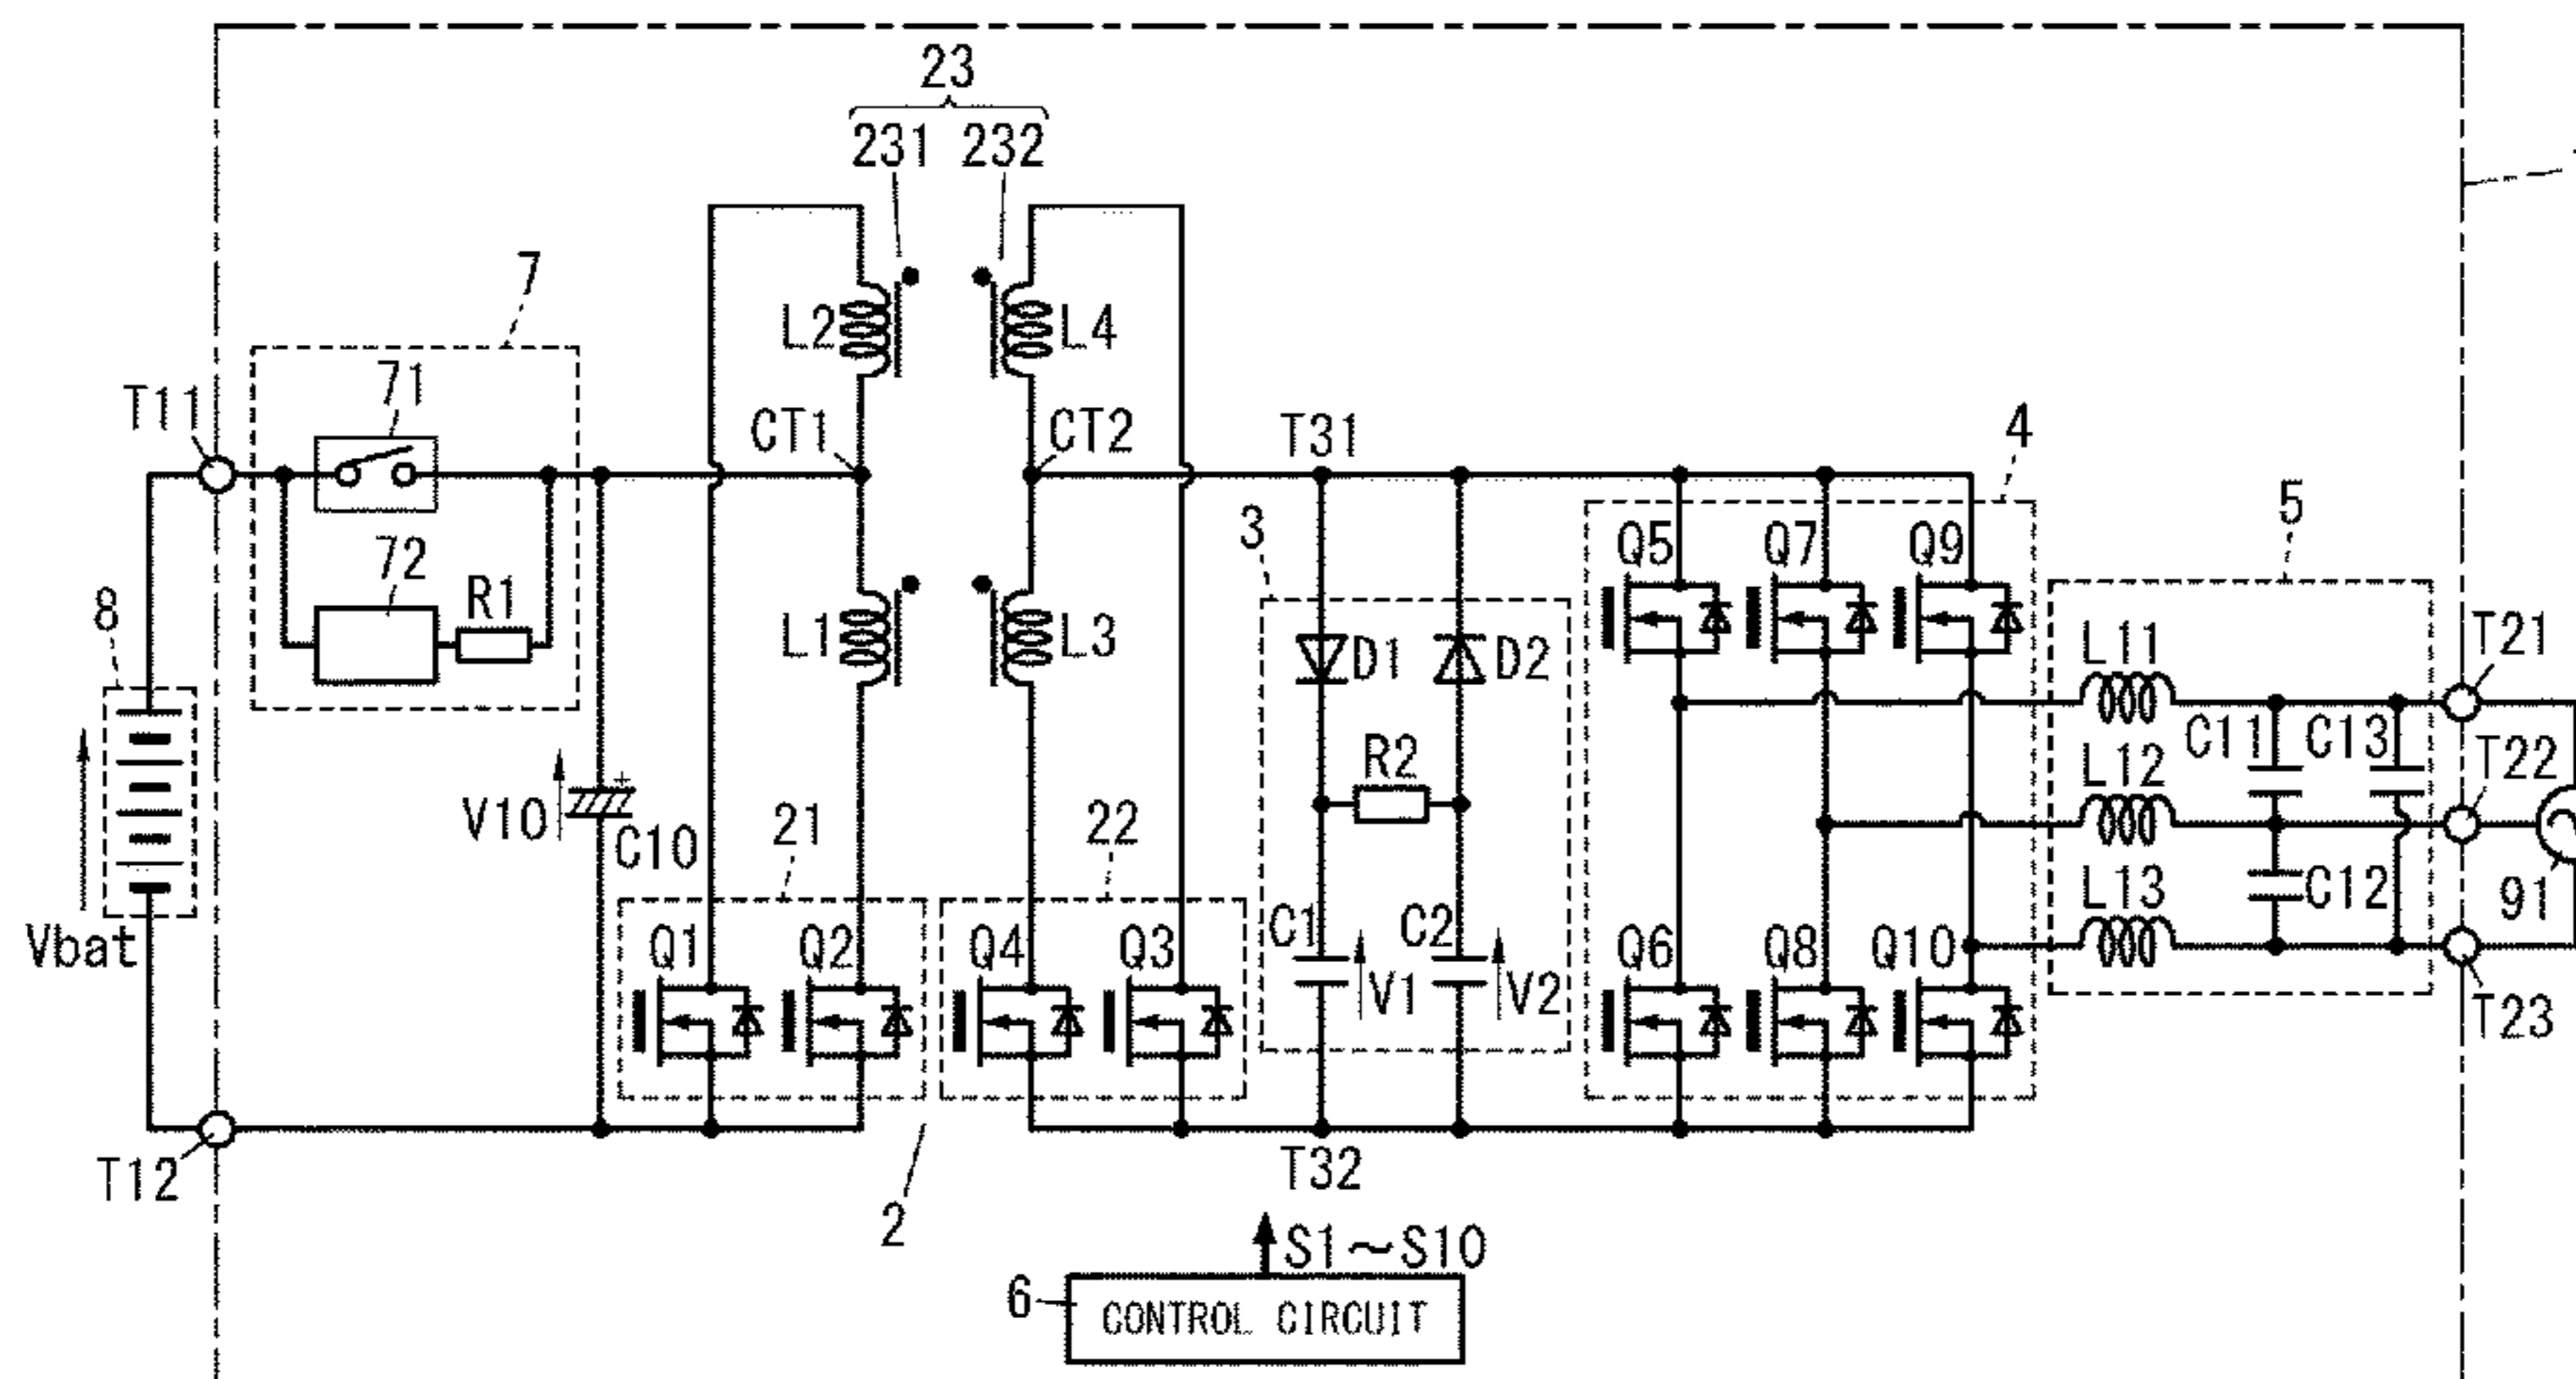 23
231 232
7
71
T11
L2
L4
CT1
CT2
T31
4
3
5
72
R1
8
Q5
Q7
Q9
L1
L3
D1
D2
L11
T21
R2
C11
C13
L12
T22
V10
C10
21
22
L13
C12
91
Vbat
Q1
Q2
Q4
Q3
C1
C2
V1
V2
Q6
Q8
Q10
T23
T12
2
T32
S1~S10
6
CONTROL CIRCUIT